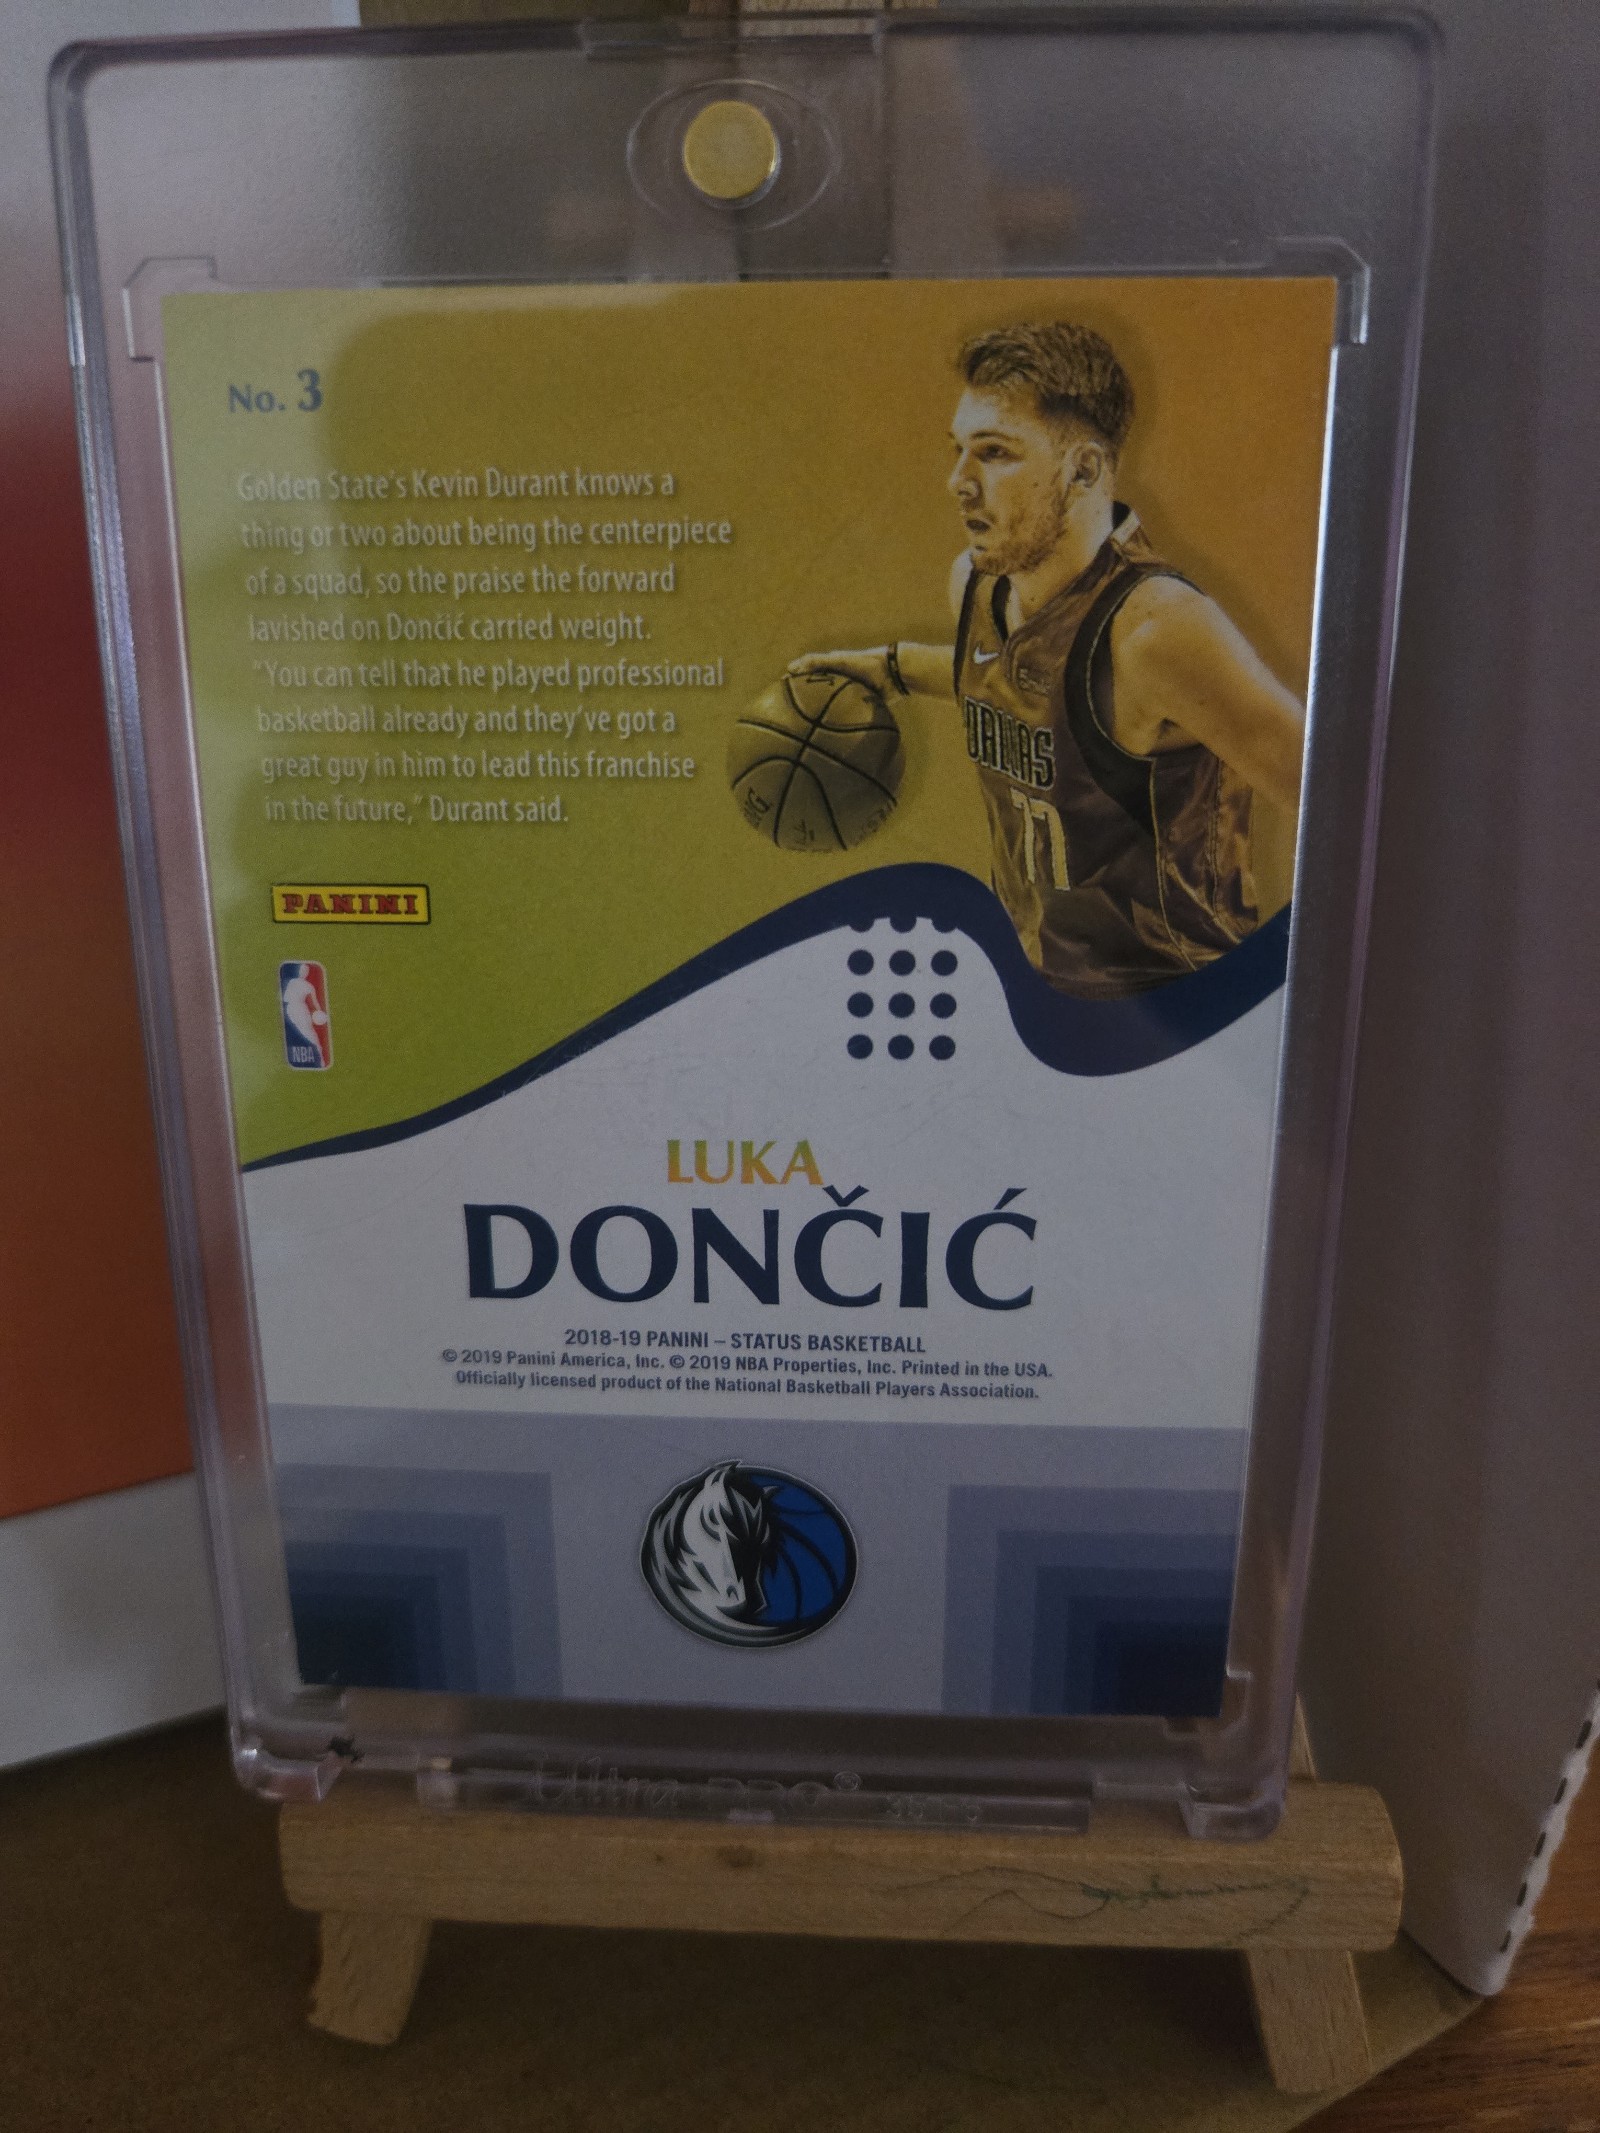 No. 3
Golden State's Kevin Durant knows a
thing or two about being the centerpiece
of a squad, so the praise the forward
lavished on Dončić carried weight.
"You can tell that he played professional
basketball already and they've got a
great guy in him to lead this franchise
in the future," Durant said.
DALLAS
77
PANINI
NBA
LUKA
DONČIĆ
2018-19 PANINI – STATUS BASKETBALL
© 2019 Panini America, Inc. © 2019 NBA Properties, Inc. Printed in the USA.
Officially licensed product of the National Basketball Players Association.
Ultra PRO®